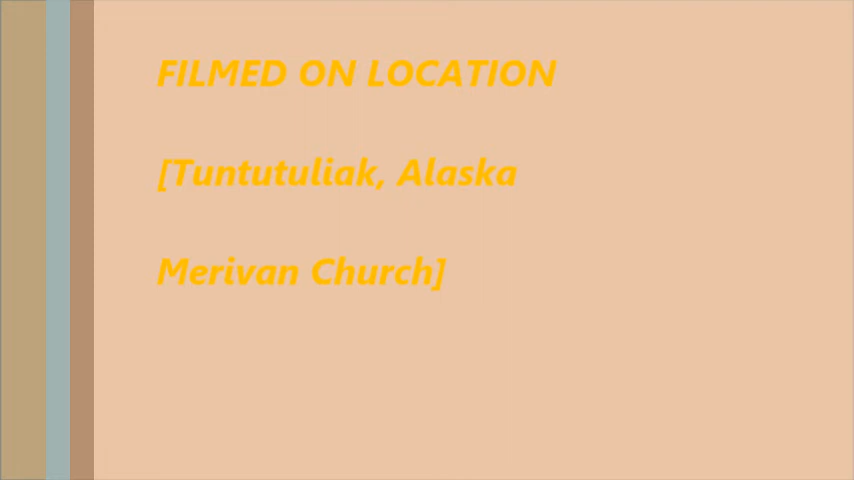 FILMED ON LOCATION
[Tuntutuliak, Alaska
Merivan Church]